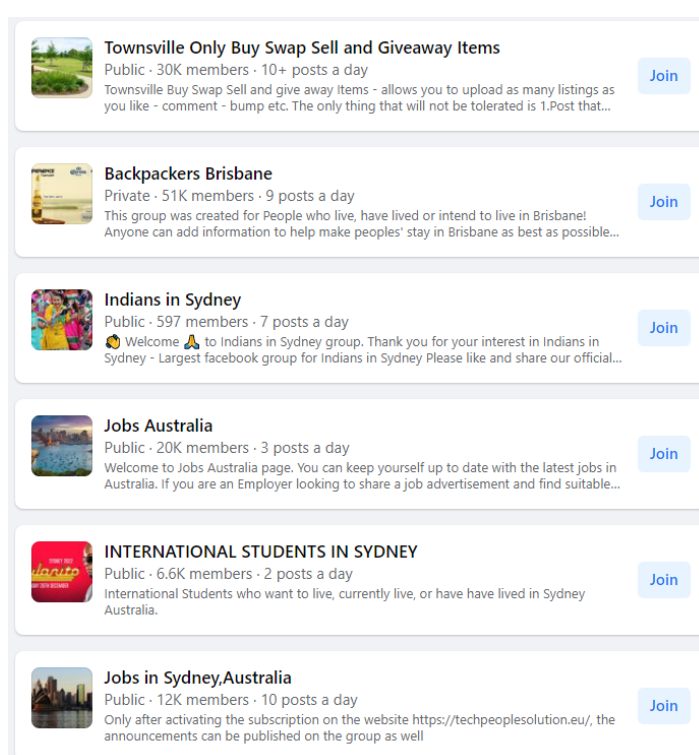 Townsville Only Buy Swap Sell and Giveaway Items
Public · 30K members · 10+ posts a day
Townsville Buy Swap Sell and give away Items - allows you to upload as many listings as
you like - comment - bump etc. The only thing that will not be tolerated is 1.Post that...
Join
Backpackers Brisbane
Private · 51K members · 9 posts a day
This group was created for People who live, have lived or intend to live in Brisbane!
Anyone can add information to help make peoples' stay in Brisbane as best as possible...
Join
Indians in Sydney
Public · 597 members · 7 posts a day
👏 Welcome 🙏 to Indians in Sydney group. Thank you for your interest in Indians in
Sydney - Largest facebook group for Indians in Sydney Please like and share our official...
Join
Jobs Australia
Public · 20K members · 3 posts a day
Welcome to Jobs Australia page. You can keep yourself up to date with the latest jobs in
Australia. If you are an Employer looking to share a job advertisement and find suitable...
Join
INTERNATIONAL STUDENTS IN SYDNEY
Public · 6.6K members · 2 posts a day
International Students who want to live, currently live, or have have lived in Sydney
Australia.
Join
Jobs in Sydney,Australia
Public · 12K members · 10 posts a day
Only after activating the subscription on the website https://techpeoplesolution.eu/, the
announcements can be published on the group as well
Join